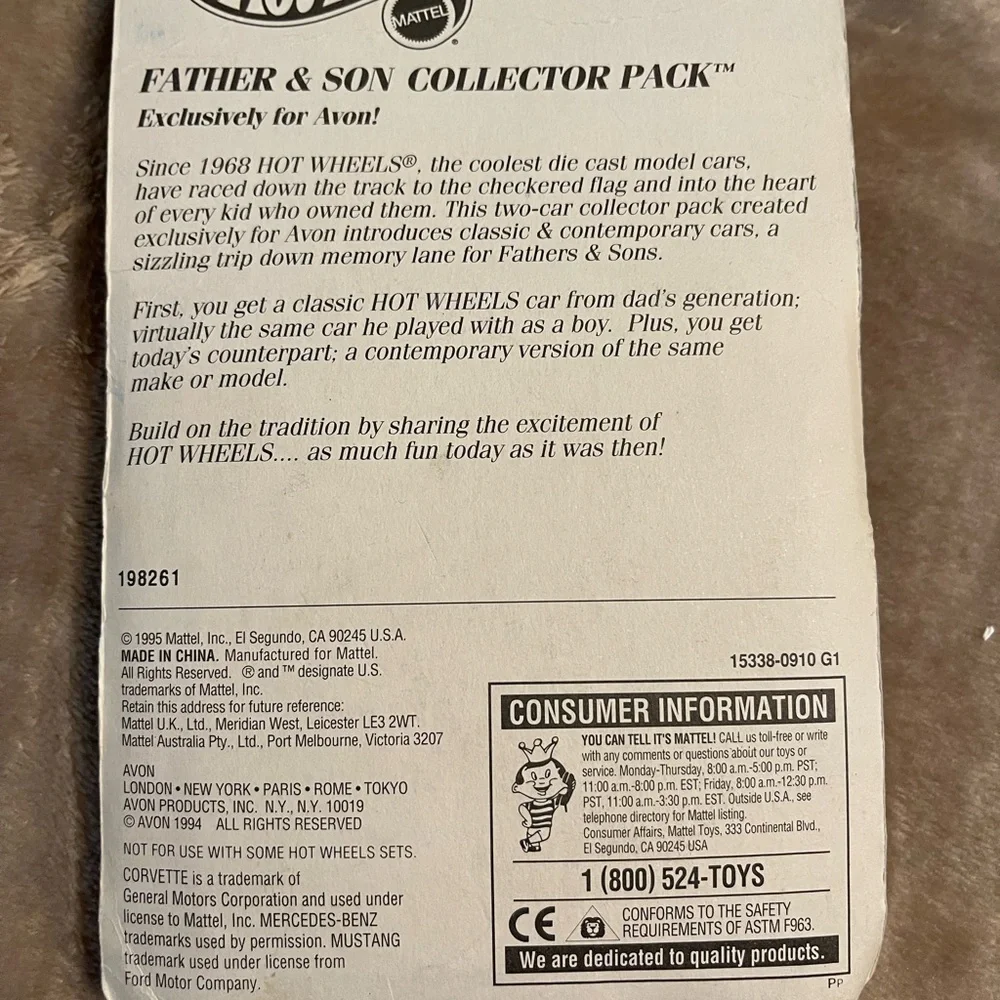 MATTEL
®
FATHER & SON COLLECTOR PACK™
Exclusively for Avon!
Since 1968 HOT WHEELS®, the coolest die cast model cars,
have raced down the track to the checkered flag and into the heart
of every kid who owned them. This two-car collector pack created
exclusively for Avon introduces classic & contemporary cars, a
sizzling trip down memory lane for Fathers & Sons.
First, you get a classic HOT WHEELS car from dad's generation;
virtually the same car he played with as a boy. Plus, you get
today's counterpart; a contemporary version of the same
make or model.
Build on the tradition by sharing the excitement of
HOT WHEELS.... as much fun today as it was then!
198261
© 1995 Mattel, Inc., El Segundo, CA 90245 U.S.A.
MADE IN CHINA. Manufactured for Mattel.
All Rights Reserved. ® and ™ designate U.S.
trademarks of Mattel, Inc.
Retain this address for future reference:
Mattel U.K., Ltd., Meridian West, Leicester LE3 2WT.
Mattel Australia Pty., Ltd., Port Melbourne, Victoria 3207
AVON
LONDON • NEW YORK • PARIS • ROME • TOKYO
AVON PRODUCTS, INC. N.Y., N.Y. 10019
© AVON 1994 ALL RIGHTS RESERVED
NOT FOR USE WITH SOME HOT WHEELS SETS.
CORVETTE is a trademark of
General Motors Corporation and used under
license to Mattel, Inc. MERCEDES-BENZ
trademarks used by permission. MUSTANG
trademark used under license from
Ford Motor Company.
15338-0910 G1
CONSUMER INFORMATION
YOU CAN TELL IT'S MATTEL! CALL us toll-free or write
with any comments or questions about our toys or
service. Monday-Thursday, 8:00 a.m.-5:00 p.m. PST;
11:00 a.m.-8:00 p.m. EST; Friday, 8:00 a.m.-12:30 p.m.
PST, 11:00 a.m.-3:30 p.m. EST. Outside U.S.A., see
telephone directory for Mattel listing.
Consumer Affairs, Mattel Toys, 333 Continental Blvd.,
El Segundo, CA 90245 USA
1 (800) 524-TOYS
CE
CONFORMS TO THE SAFETY
REQUIREMENTS OF ASTM F963.
We are dedicated to quality products.
PP